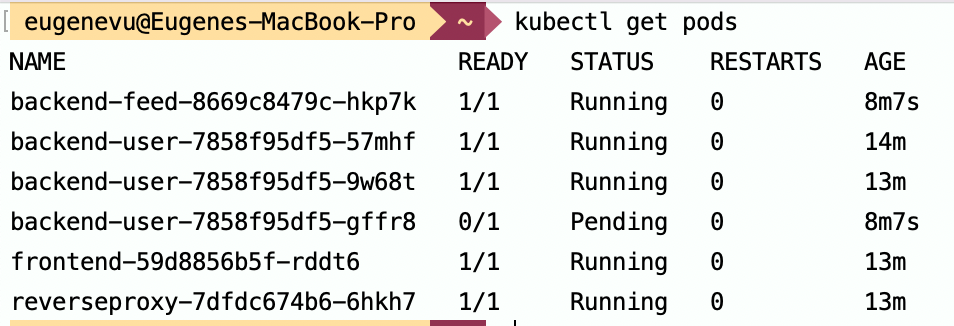 eugenevu@Eugenes-MacBook-Pro ~ kubectl get pods
NAME READY STATUS RESTARTS AGE
backend-feed-8669c8479c-hkp7k 1/1 Running 0 8m7s
backend-user-7858f95df5-57mhf 1/1 Running 0 14m
backend-user-7858f95df5-9w68t 1/1 Running 0 13m
backend-user-7858f95df5-gffr8 0/1 Pending 0 8m7s
frontend-59d8856b5f-rddt6 1/1 Running 0 13m
reverseproxy-7dfdc674b6-6hkh7 1/1 Running 0 13m